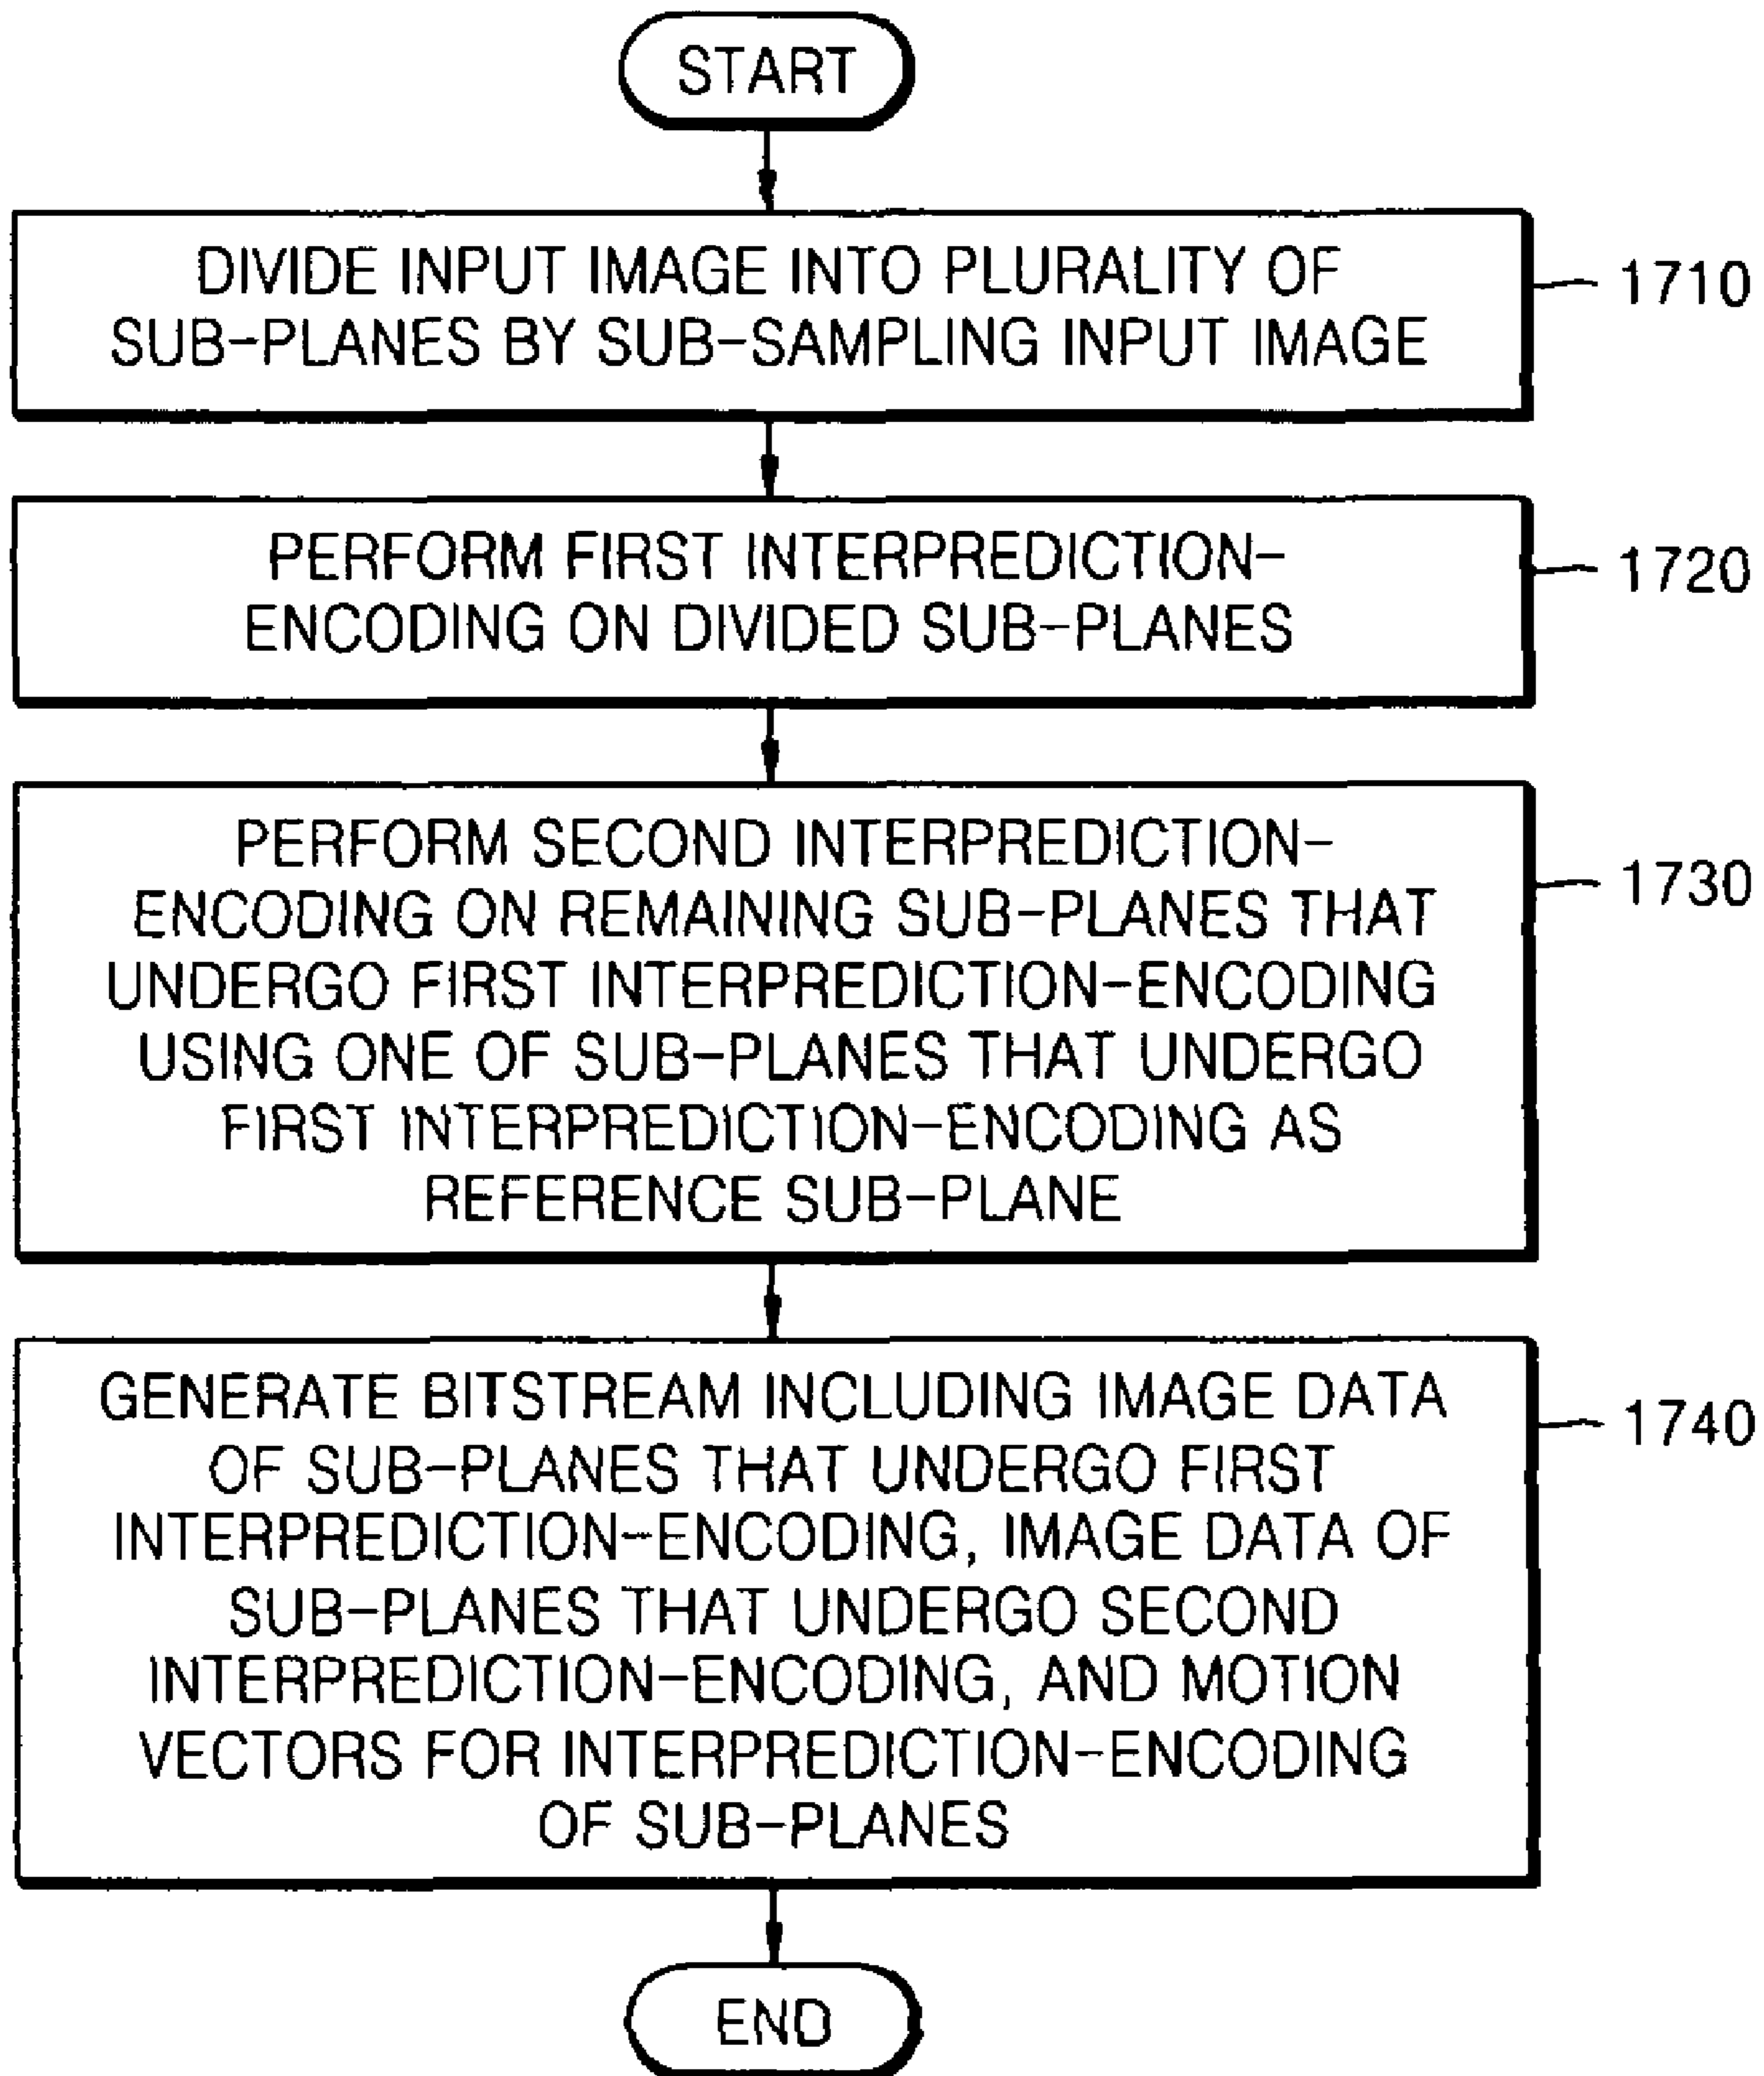 START
DIVIDE INPUT IMAGE INTO PLURALITY OF
SUB-PLANES BY SUB-SAMPLING INPUT IMAGE
1710
PERFORM FIRST INTERPREDICTION-
ENCODING ON DIVIDED SUB-PLANES
1720
PERFORM SECOND INTERPREDICTION-
ENCODING ON REMAINING SUB-PLANES THAT
UNDERGO FIRST INTERPREDICTION-ENCODING
USING ONE OF SUB-PLANES THAT UNDERGO
FIRST INTERPREDICTION-ENCODING AS
REFERENCE SUB-PLANE
1730
GENERATE BITSTREAM INCLUDING IMAGE DATA
OF SUB-PLANES THAT UNDERGO FIRST
INTERPREDICTION-ENCODING, IMAGE DATA OF
SUB-PLANES THAT UNDERGO SECOND
INTERPREDICTION-ENCODING, AND MOTION
VECTORS FOR INTERPREDICTION-ENCODING
OF SUB-PLANES
1740
END